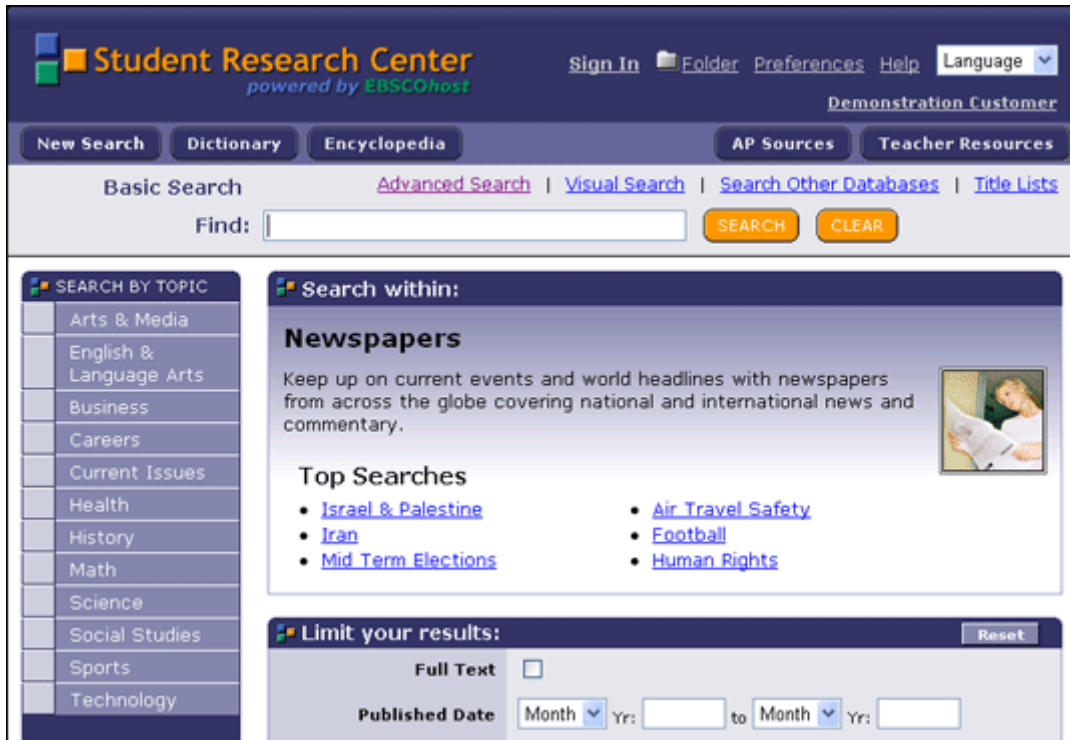 Student Research Center
powered by EBSCOhost
Sign In Folder Preferences Help Language
Demonstration Customer
New Search Dictionary Encyclopedia AP Sources Teacher Resources
Basic Search Advanced Search | Visual Search | Search Other Databases | Title Lists
Find: SEARCH CLEAR
SEARCH BY TOPIC
Arts & Media
English &
Language Arts
Business
Careers
Current Issues
Health
History
Math
Science
Social Studies
Sports
Technology
Search within:
Newspapers
Keep up on current events and world headlines with newspapers
from across the globe covering national and international news and
commentary.
Top Searches
• Israel & Palestine
• Iran
• Mid Term Elections
• Air Travel Safety
• Football
• Human Rights
Limit your results: Reset
Full Text
Published Date Month Yr: to Month Yr: